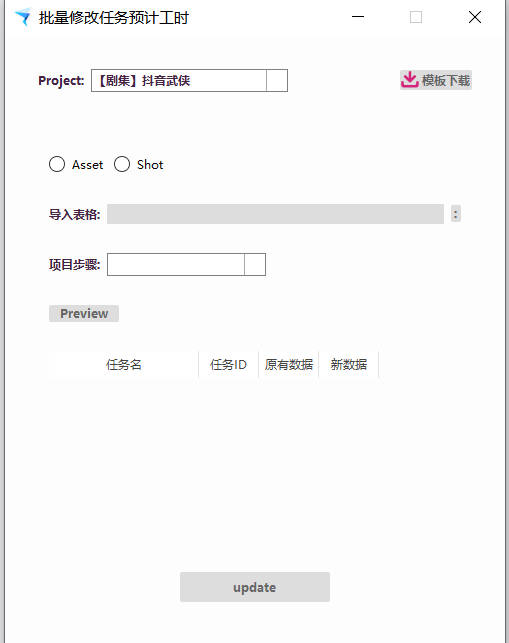 批量修改任务预计工时
Project: 【剧集】抖音武侠 模板下载
Asset Shot
导入表格: :
项目步骤:
Preview
任务名 任务ID 原有数据 新数据
update